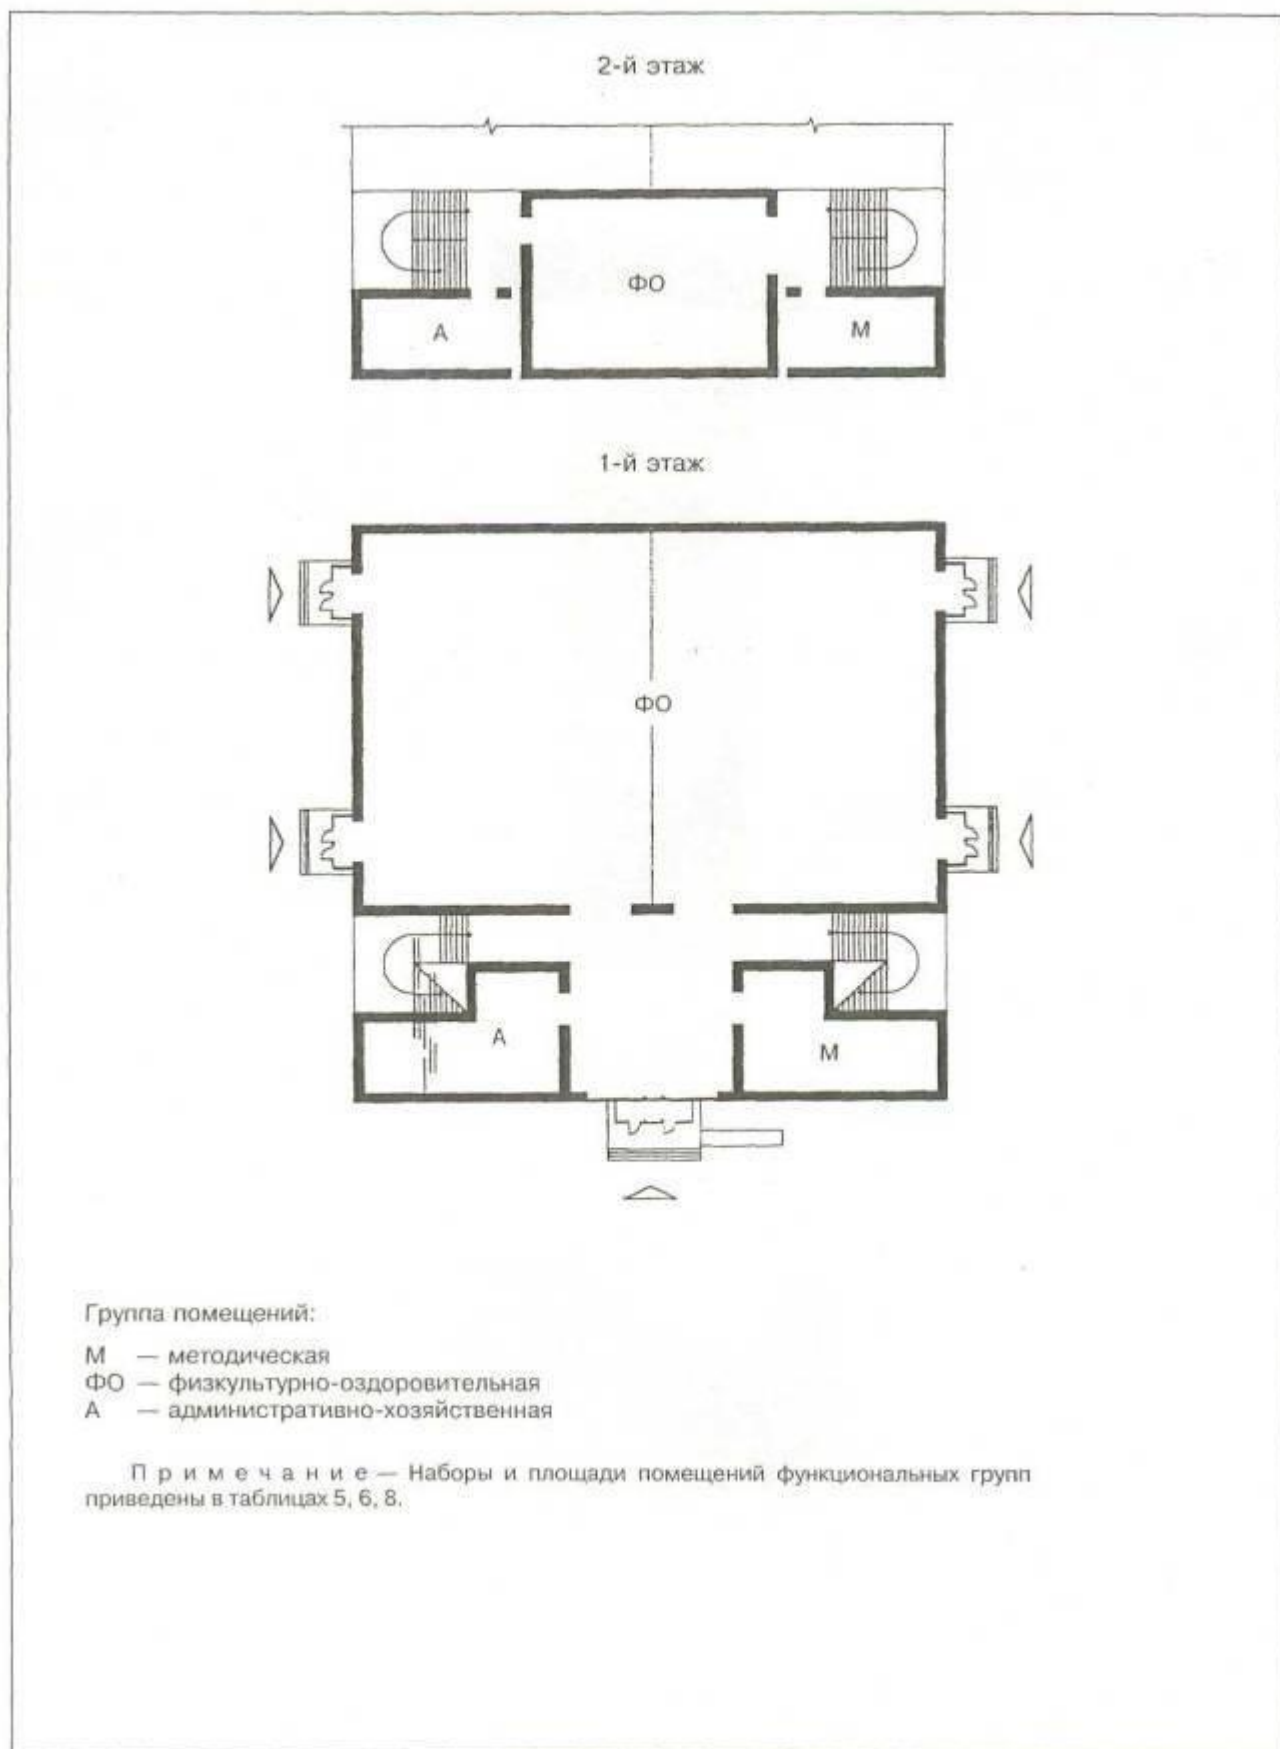 2-й этаж
ФО
А
М
1-й этаж
ФО
А
М
Группа помещений:
М — методическая
ФО — физкультурно-оздоровительная
А — административно-хозяйственная
П р и м е ч а н и е — Наборы и площади помещений функциональных групп
приведены в таблицах 5, 6, 8.